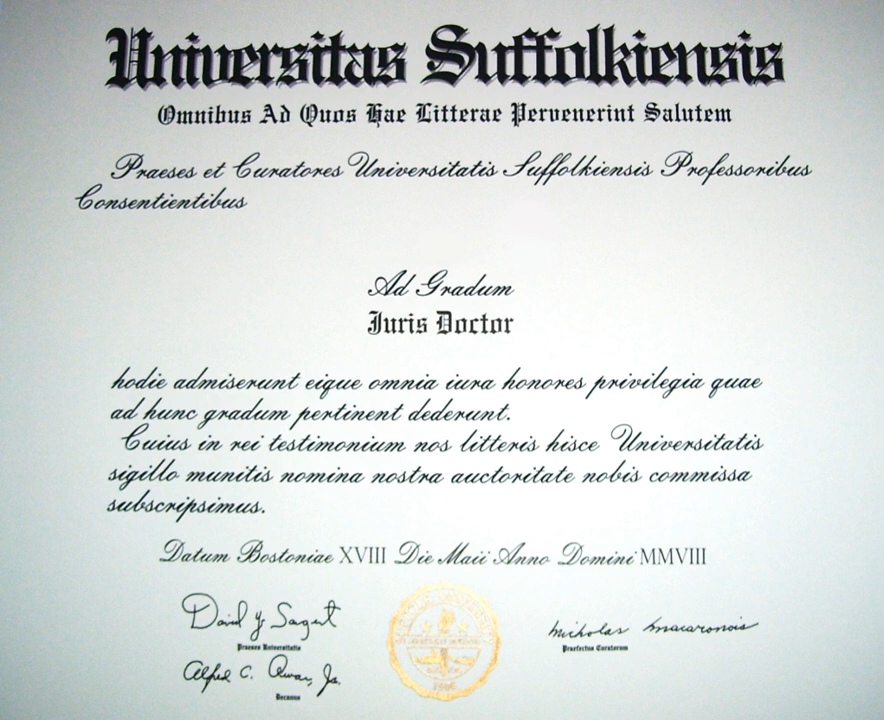 Universitas Suffolkiensis
Omnibus Ad Quos Hae Litterae Pervenerint Salutem
Praeses et Curatores Universitatis Suffolkiensis Professoribus
Consentientibus
Ad Gradum
Juris Doctor
hodie admiserunt eique omnia iura honores privilegia quae
ad hunc gradum pertinent dederunt.
Cuius in rei testimonium nos litteris hisce Universitatis
sigillo munitis nomina nostra auctoritate nobis commissa
subscripsimus.
Datum Bostoniae XVIII Die Maii Anno Domini MMVIII
David J. Sargent
Praeses Universitatis
Alfred C. Jr.
Decanus
Nicholas Macaronis
Praefectus Curatorum